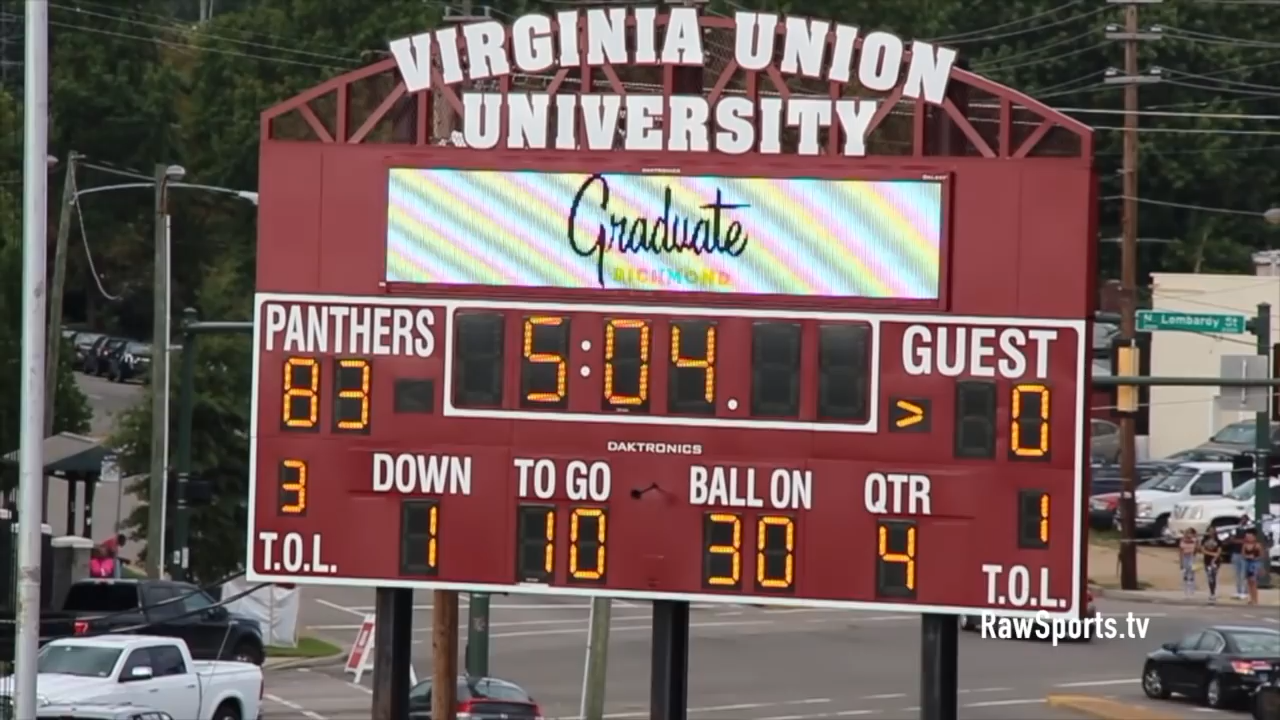 VIRGINIA UNION
UNIVERSITY
DAKTRONICS
Graduate
RICHMOND
PANTHERS
5:04.
GUEST
83
> 0
DAKTRONICS
3
DOWN
TO GO
BALL ON
QTR
1
10
30
4
1
T.O.L.
T.O.L.
N Lombardy St
RawSports.tv